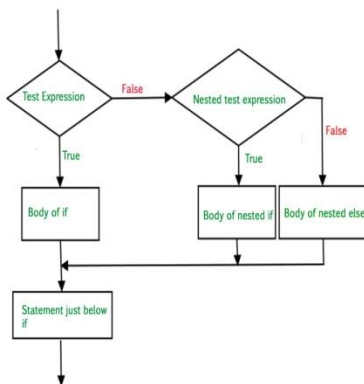 Test Expression
False
Nested test expression
True
True
False
Body of if
Body of nested if
Body of nested else
Statement just below
if